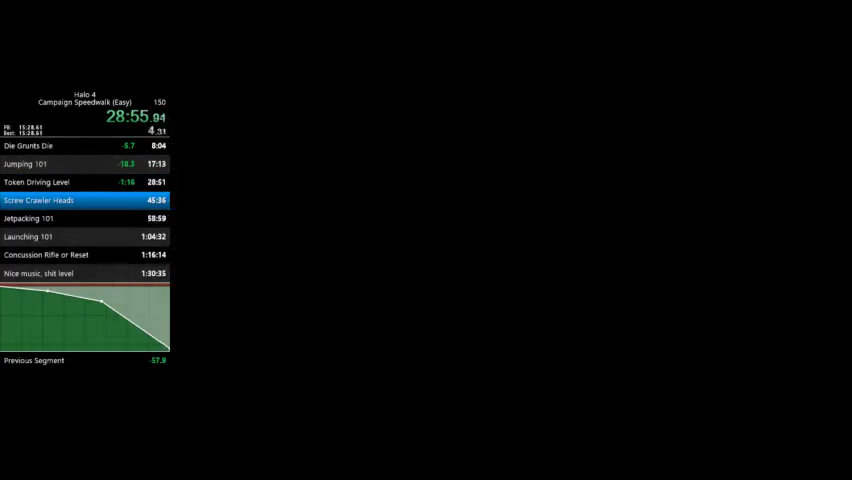 Halo 4
Campaign Speedwalk (Easy) 150
28:55.94
PB: 15:28.61 4.31
Best: 15:28.61
Die Grunts Die -5.7 8:04
Jumping 101 -18.3 17:13
Token Driving Level -1:16 28:51
Screw Crawler Heads 45:36
Jetpacking 101 58:59
Launching 101 1:04:32
Concussion Rifle or Reset 1:16:14
Nice music, shit level 1:30:35
Previous Segment -57.9